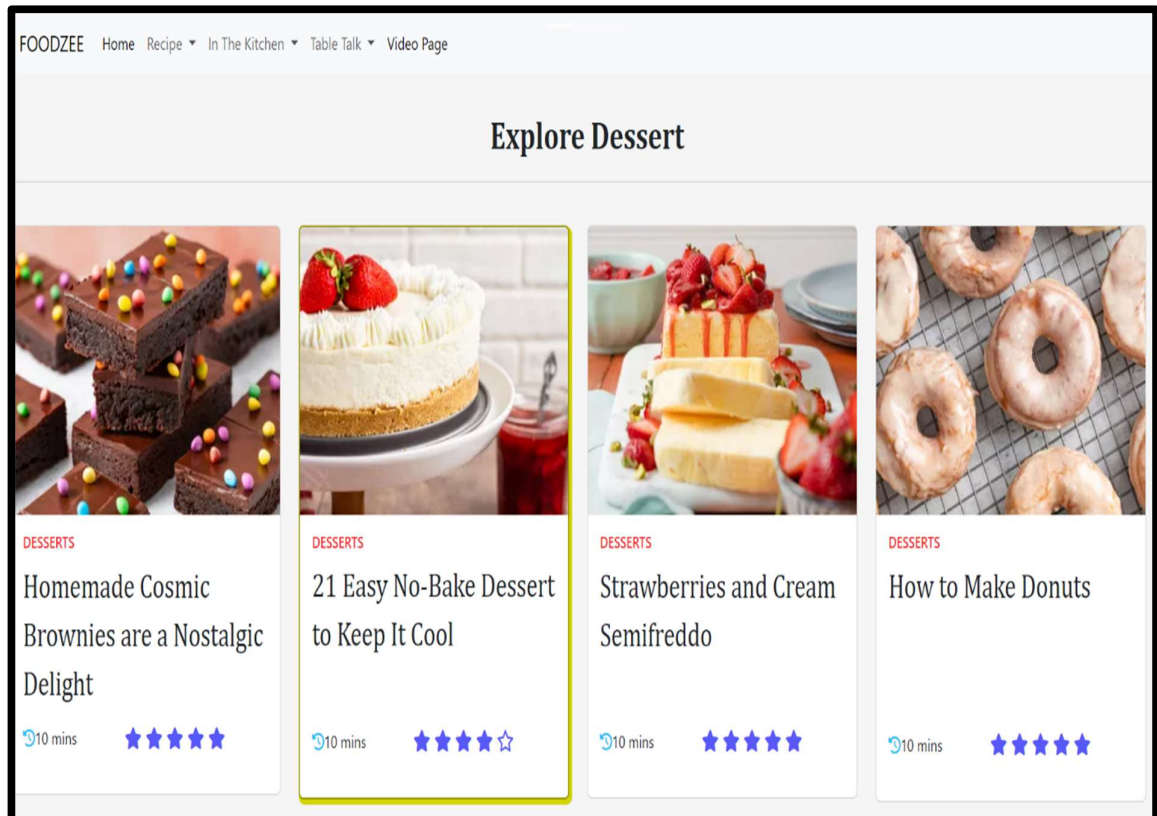 FOODZEE Home Recipe In The Kitchen Table Talk Video Page
Explore Dessert
DESSERTS
Homemade Cosmic
Brownies are a Nostalgic
Delight
10 mins
DESSERTS
21 Easy No-Bake Dessert
to Keep It Cool
10 mins
DESSERTS
Strawberries and Cream
Semifreddo
10 mins
DESSERTS
How to Make Donuts
10 mins